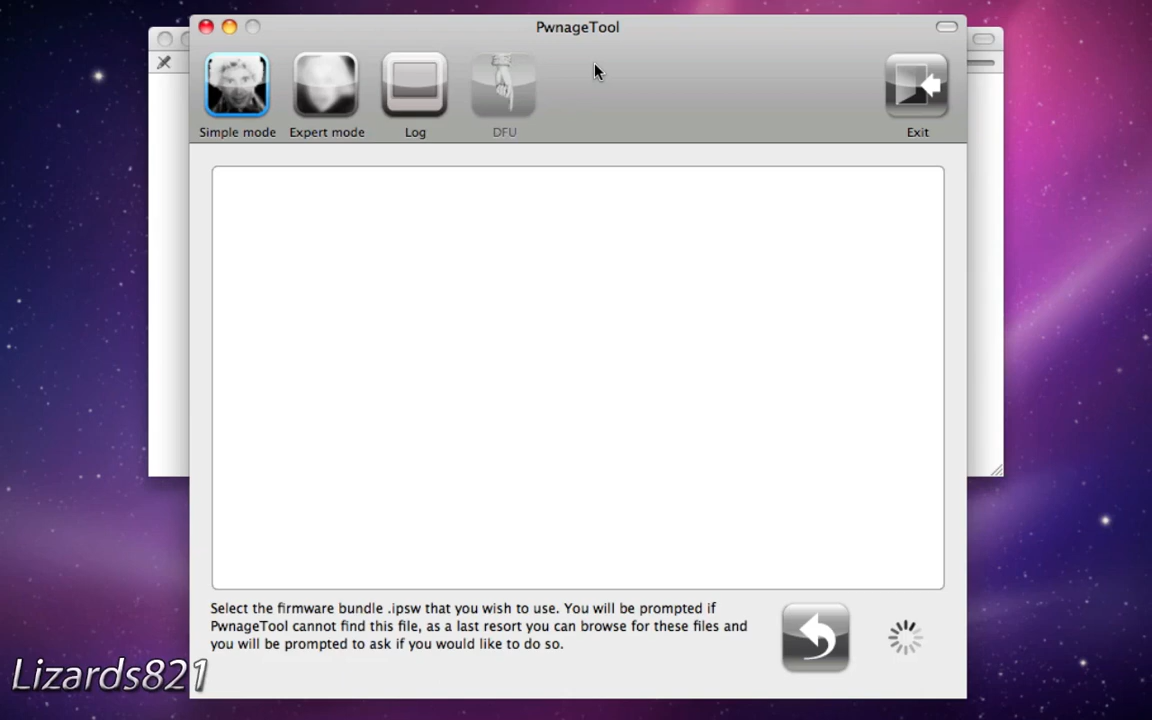 PwnageTool
Simple mode
Expert mode
Log
DFU
Exit
Select the firmware bundle .ipsw that you wish to use. You will be prompted if
PwnageTool cannot find this file, as a last resort you can browse for these files and
you will be prompted to ask if you would like to do so.
Lizards821